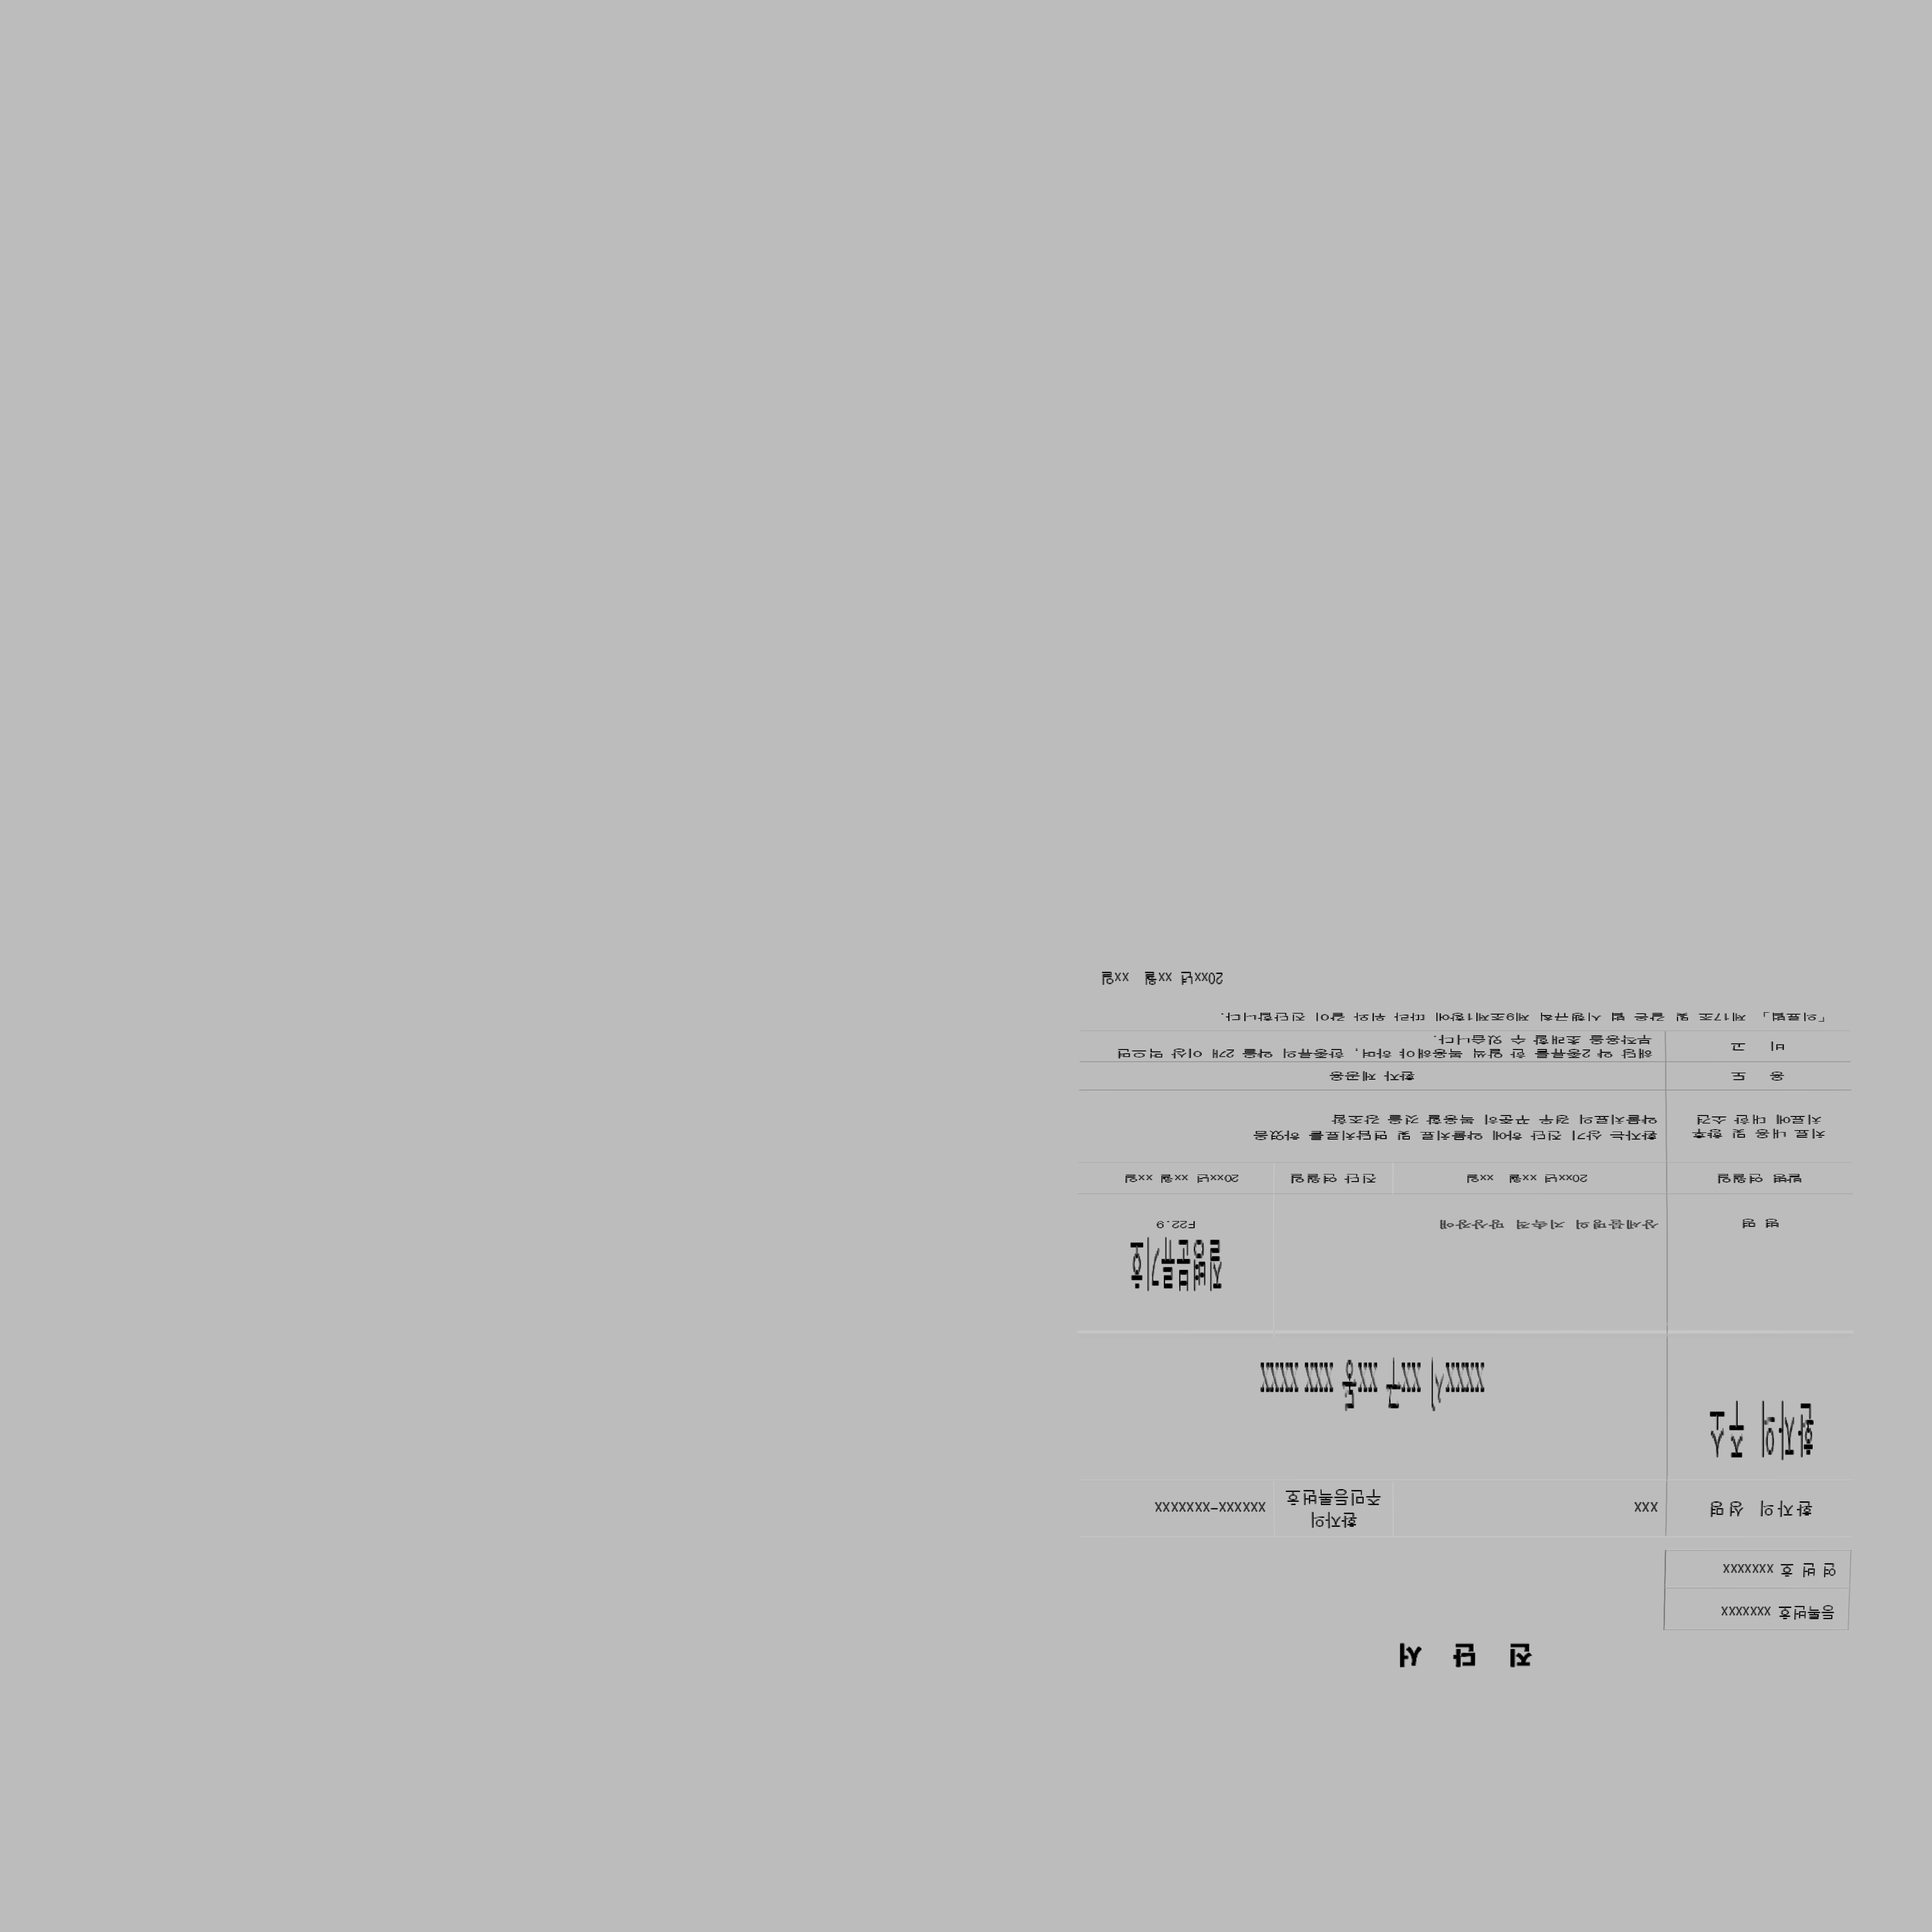 진 단 서
등록번호 xxxxxxx
연 번 호 xxxxxxx
환자의 성명 xxx 환자의 주민등록번호 xxxxxx-xxxxxxx
환자의 주소 xxxxx시 xxx구 xxx동 xxxx xxxxx
병 명 상세불명의 지속적 망상장애 질병분류기호
F22.9
발병 연월일 20xx년 xx월 xx일 진단 연월일 20xx년 xx월 xx일
치료 내용 및 향후 치료에 대한 소견
환자는 상기 진단 하에 약물치료 및 면담치료를 하였음
약물치료의 경우 꾸준히 복용할 것을 강조함
용 도 환자 제공용
비 고
해당 약 2종류를 한 알씩 복용해야 하며, 한종류의 약을 2개 이상 먹으면
부작용을 초래할 수 있습니다.
「의료법」 제17조 및 같은 법 시행규칙 제9조제1항에 따라 위와 같이 진단합니다.
20xx년 xx월 xx일